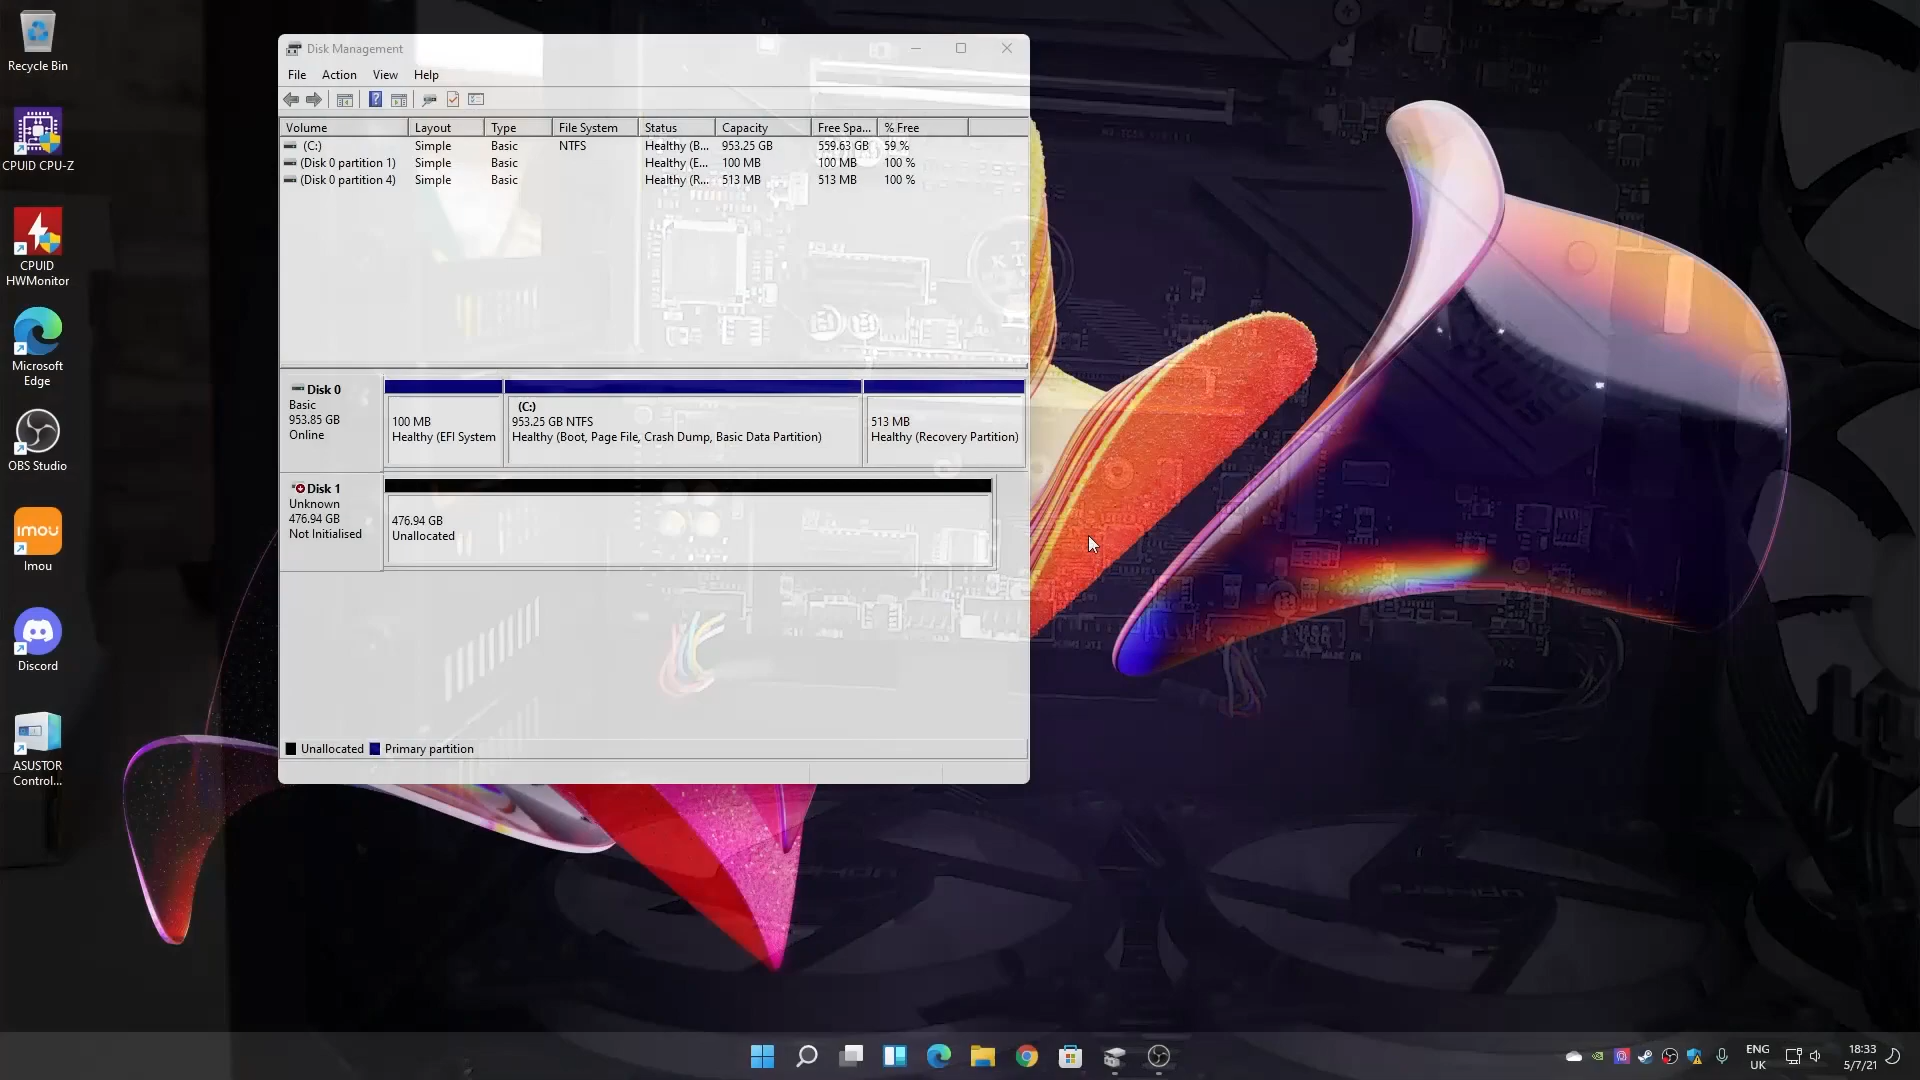 Recycle Bin
CPUID CPU-Z
CPUID
HWMonitor
Microsoft
Edge
OBS Studio
imou
Imou
Discord
ASUSTOR
Control...
Disk Management
File Action View Help
Volume Layout Type File System Status Capacity Free Spa... % Free
(C:) Simple Basic NTFS Healthy (B... 953.25 GB 559.63 GB 59 %
(Disk 0 partition 1) Simple Basic Healthy (E... 100 MB 100 MB 100 %
(Disk 0 partition 4) Simple Basic Healthy (R... 513 MB 513 MB 100 %
Disk 0
Basic
953.85 GB
Online
100 MB
Healthy (EFI System
(C:)
953.25 GB NTFS
Healthy (Boot, Page File, Crash Dump, Basic Data Partition)
513 MB
Healthy (Recovery Partition)
Disk 1
Unknown
476.94 GB
Not Initialised
476.94 GB
Unallocated
Unallocated Primary partition
ENG
UK
18:33
5/7/21